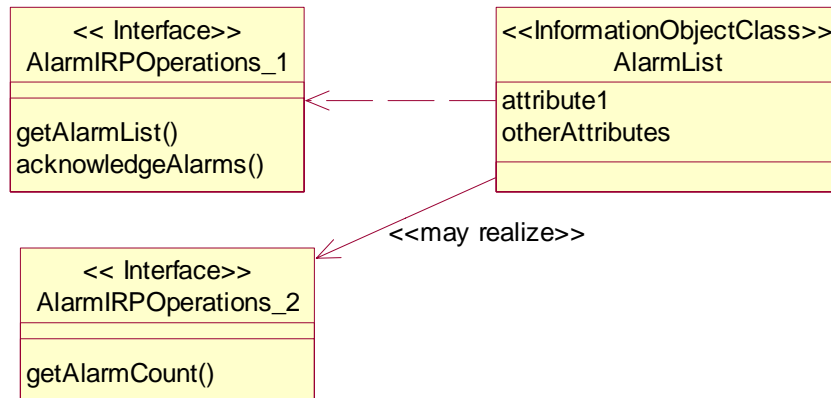 << Interface>>
AlarmIRPOperations_1
getAlarmList()
acknowledgeAlarms()
<<InformationObjectClass>>
AlarmList
attribute1
otherAttributes
<<may realize>>
<< Interface>>
AlarmIRPOperations_2
getAlarmCount()